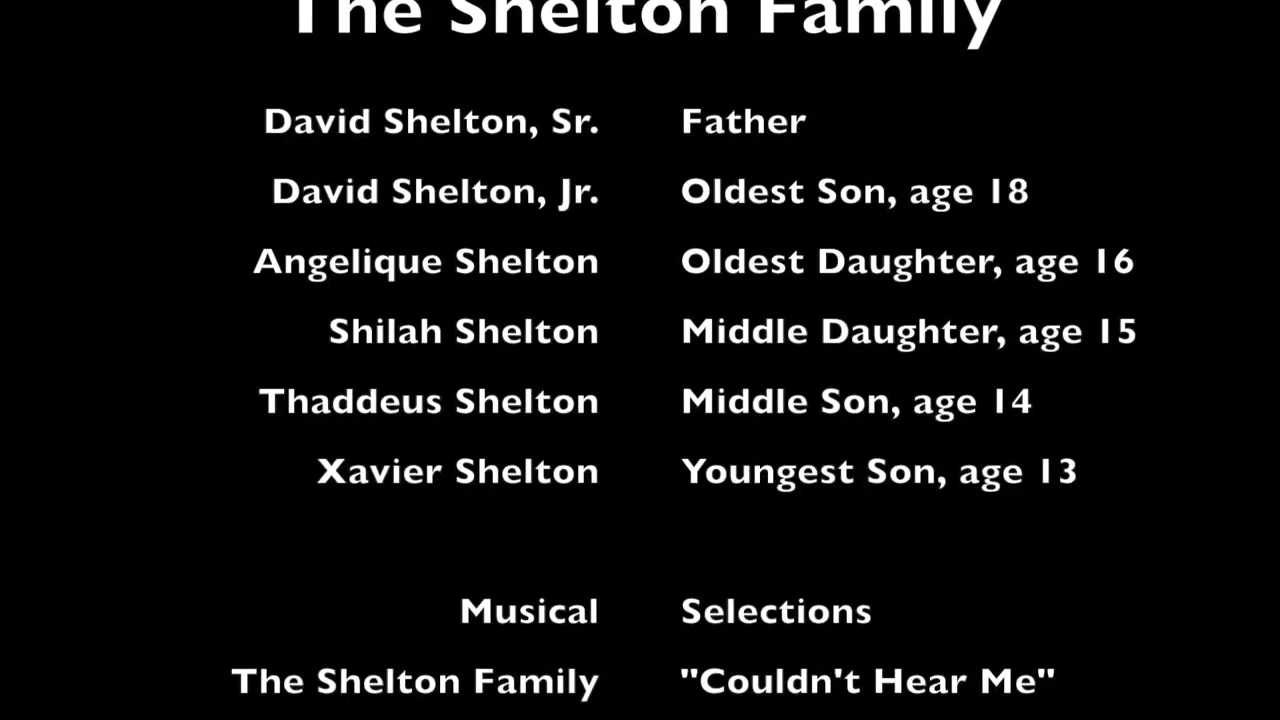 The Shelton Family
David Shelton, Sr. Father
David Shelton, Jr. Oldest Son, age 18
Angelique Shelton Oldest Daughter, age 16
Shilah Shelton Middle Daughter, age 15
Thaddeus Shelton Middle Son, age 14
Xavier Shelton Youngest Son, age 13
Musical Selections
The Shelton Family "Couldn't Hear Me"